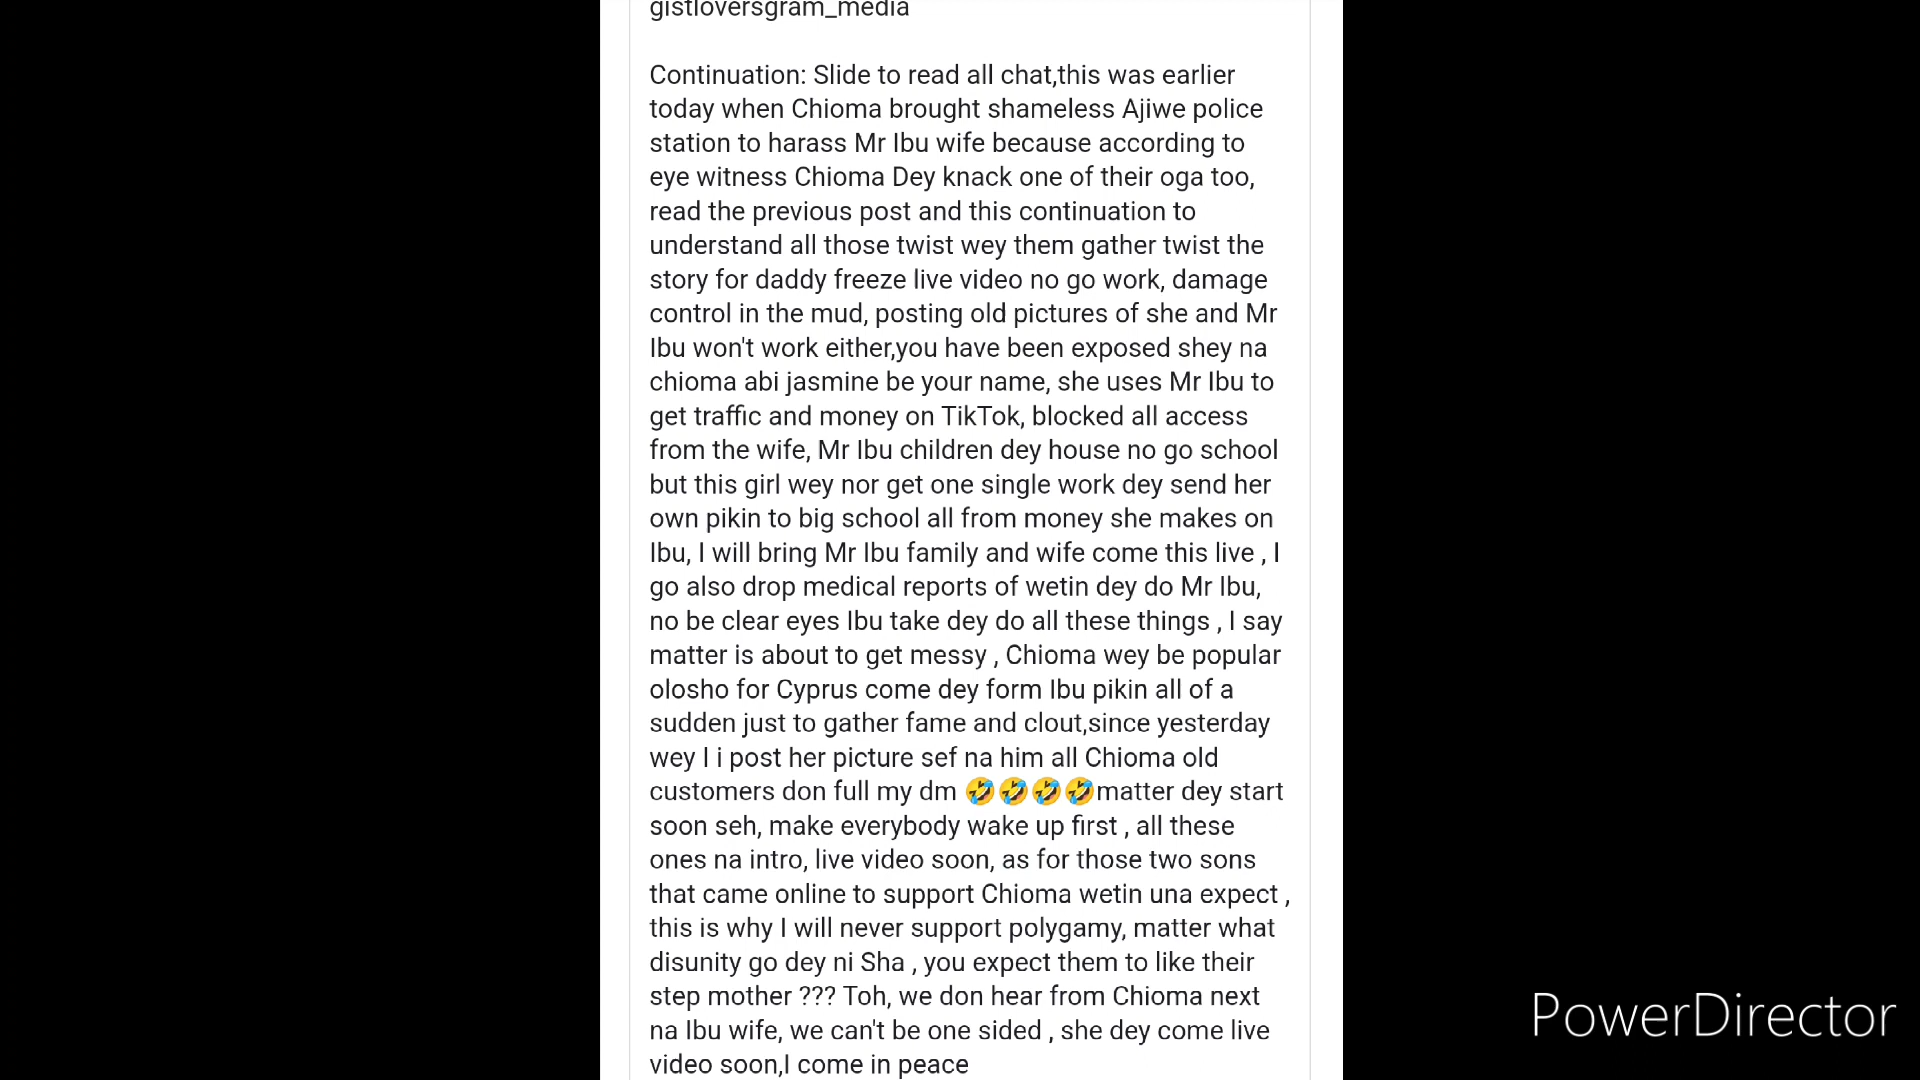 gistloversgram_media
Continuation: Slide to read all chat,this was earlier
today when Chioma brought shameless Ajiwe police
station to harass Mr Ibu wife because according to
eye witness Chioma Dey knack one of their oga too,
read the previous post and this continuation to
understand all those twist wey them gather twist the
story for daddy freeze live video no go work, damage
control in the mud, posting old pictures of she and Mr
Ibu won't work either,you have been exposed shey na
chioma abi jasmine be your name, she uses Mr Ibu to
get traffic and money on TikTok, blocked all access
from the wife, Mr Ibu children dey house no go school
but this girl wey nor get one single work dey send her
own pikin to big school all from money she makes on
Ibu, I will bring Mr Ibu family and wife come this live , I
go also drop medical reports of wetin dey do Mr Ibu,
no be clear eyes Ibu take dey do all these things , I say
matter is about to get messy , Chioma wey be popular
olosho for Cyprus come dey form Ibu pikin all of a
sudden just to gather fame and clout,since yesterday
wey I i post her picture sef na him all Chioma old
customers don full my dm 🤣🤣🤣🤣matter dey start
soon seh, make everybody wake up first , all these
ones na intro, live video soon, as for those two sons
that came online to support Chioma wetin una expect ,
this is why I will never support polygamy, matter what
disunity go dey ni Sha , you expect them to like their
step mother ??? Toh, we don hear from Chioma next
na Ibu wife, we can't be one sided , she dey come live
video soon,I come in peace
PowerDirector